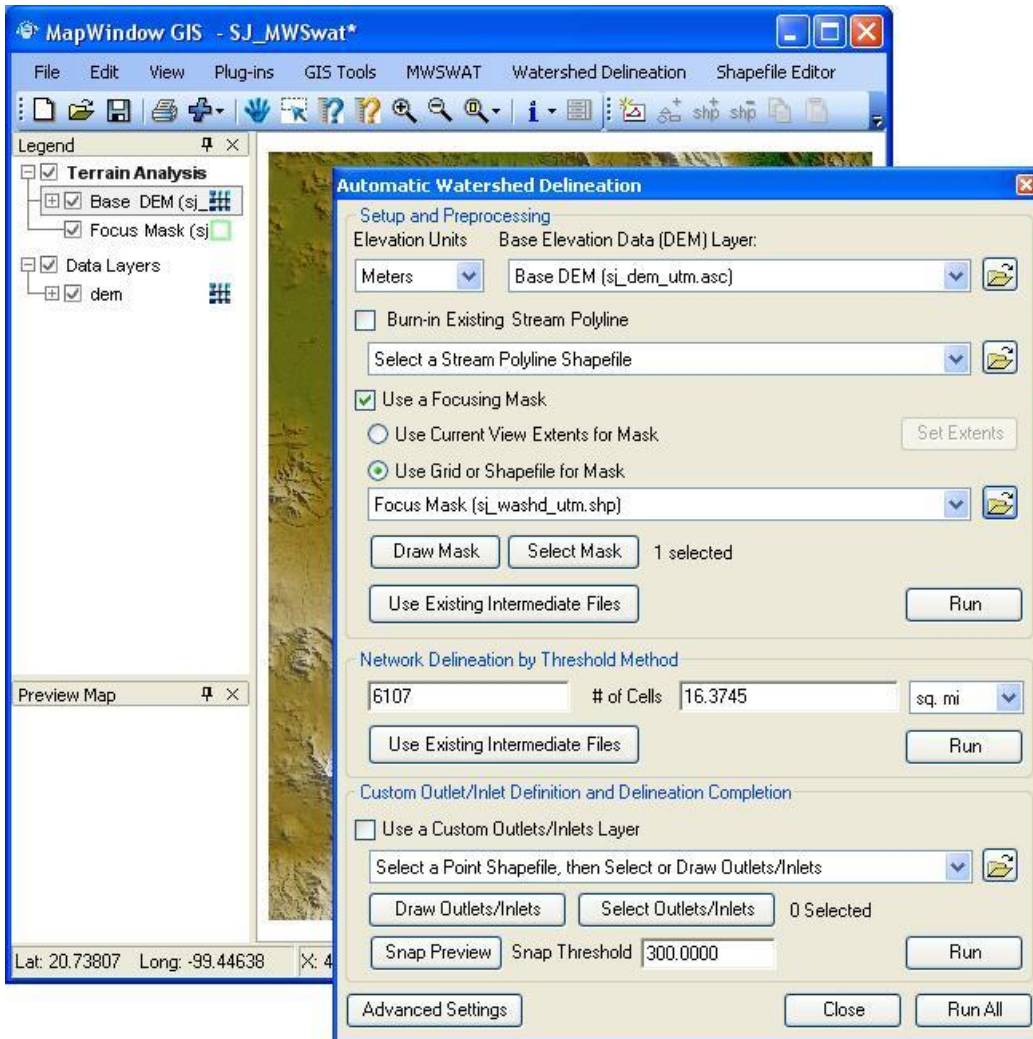 MapWindow GIS - SJ_MWSwat*
File Edit View Plug-ins GIS Tools MWSWAT Watershed Delineation Shapefile Editor
shp shp
Legend
Terrain Analysis
Base DEM (sj_
Focus Mask (sj
Data Layers
dem
Preview Map
Lat: 20.73807 Long: -99.44638 X: 4
Automatic Watershed Delineation
Setup and Preprocessing
Elevation Units Base Elevation Data (DEM) Layer:
Meters Base DEM (sj_dem_utm.asc)
Burn-in Existing Stream Polyline
Select a Stream Polyline Shapefile
Use a Focusing Mask
Use Current View Extents for Mask Set Extents
Use Grid or Shapefile for Mask
Focus Mask (sj_washd_utm.shp)
Draw Mask Select Mask 1 selected
Use Existing Intermediate Files Run
Network Delineation by Threshold Method
6107 # of Cells 16.3745 sq. mi
Use Existing Intermediate Files Run
Custom Outlet/Inlet Definition and Delineation Completion
Use a Custom Outlets/Inlets Layer
Select a Point Shapefile, then Select or Draw Outlets/Inlets
Draw Outlets/Inlets Select Outlets/Inlets 0 Selected
Snap Preview Snap Threshold 300.0000 Run
Advanced Settings Close Run All